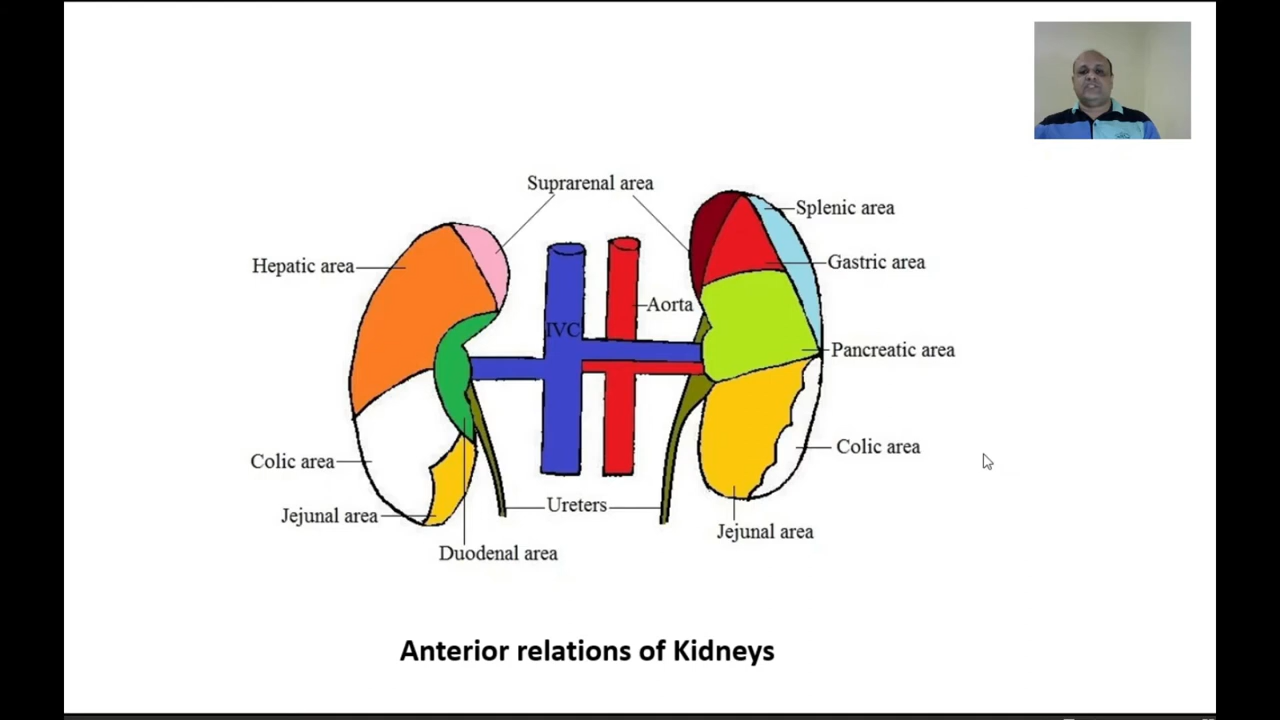 Suprarenal area
Splenic area
Hepatic area
Gastric area
Aorta
IVC
Pancreatic area
Colic area
Colic area
Jejunal area
Ureters
Jejunal area
Duodenal area
Anterior relations of Kidneys